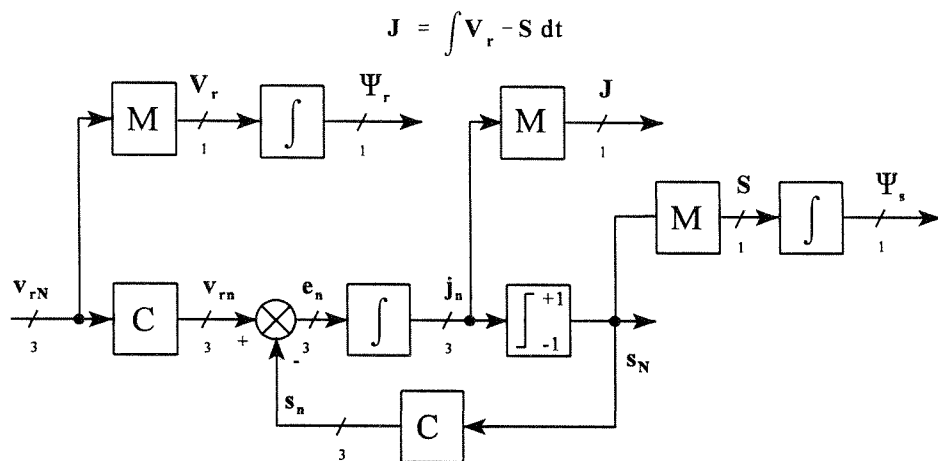 J = ∫ V_r – S dt
V_r Ψ_r J
M ∫ M
1 1 1
S Ψ_s
M ∫
1 1
v_rN v_rn e_n j_n +1
C ∫ -1
3 3 + 3 3
- s_N
s_n
C
3